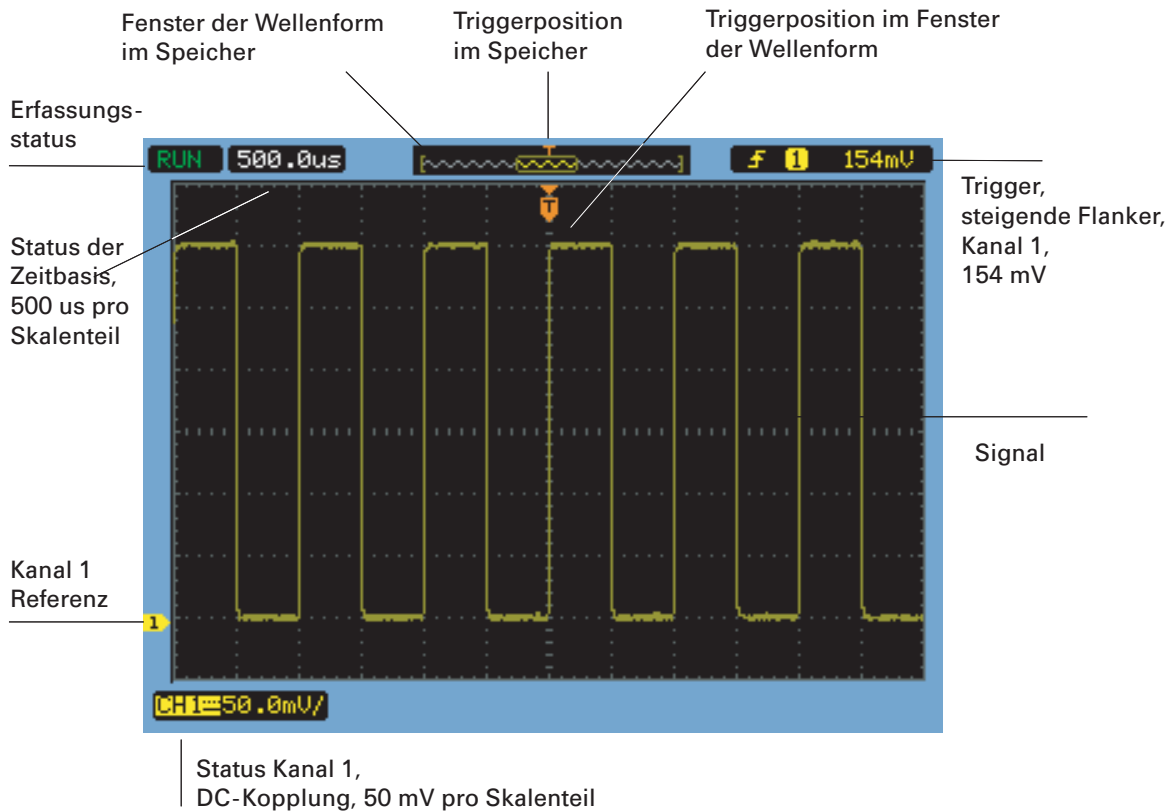 Fenster der Wellenform
im Speicher
Triggerposition
im Speicher
Triggerposition im Fenster
der Wellenform
Erfassungs-
status
RUN
500.0us
1
154mV
Trigger,
steigende Flanker,
Kanal 1,
154 mV
T
Status der
Zeitbasis,
500 us pro
Skalenteil
Signal
Kanal 1
Referenz
1
CH1 50.0mV/
Status Kanal 1,
DC-Kopplung, 50 mV pro Skalenteil